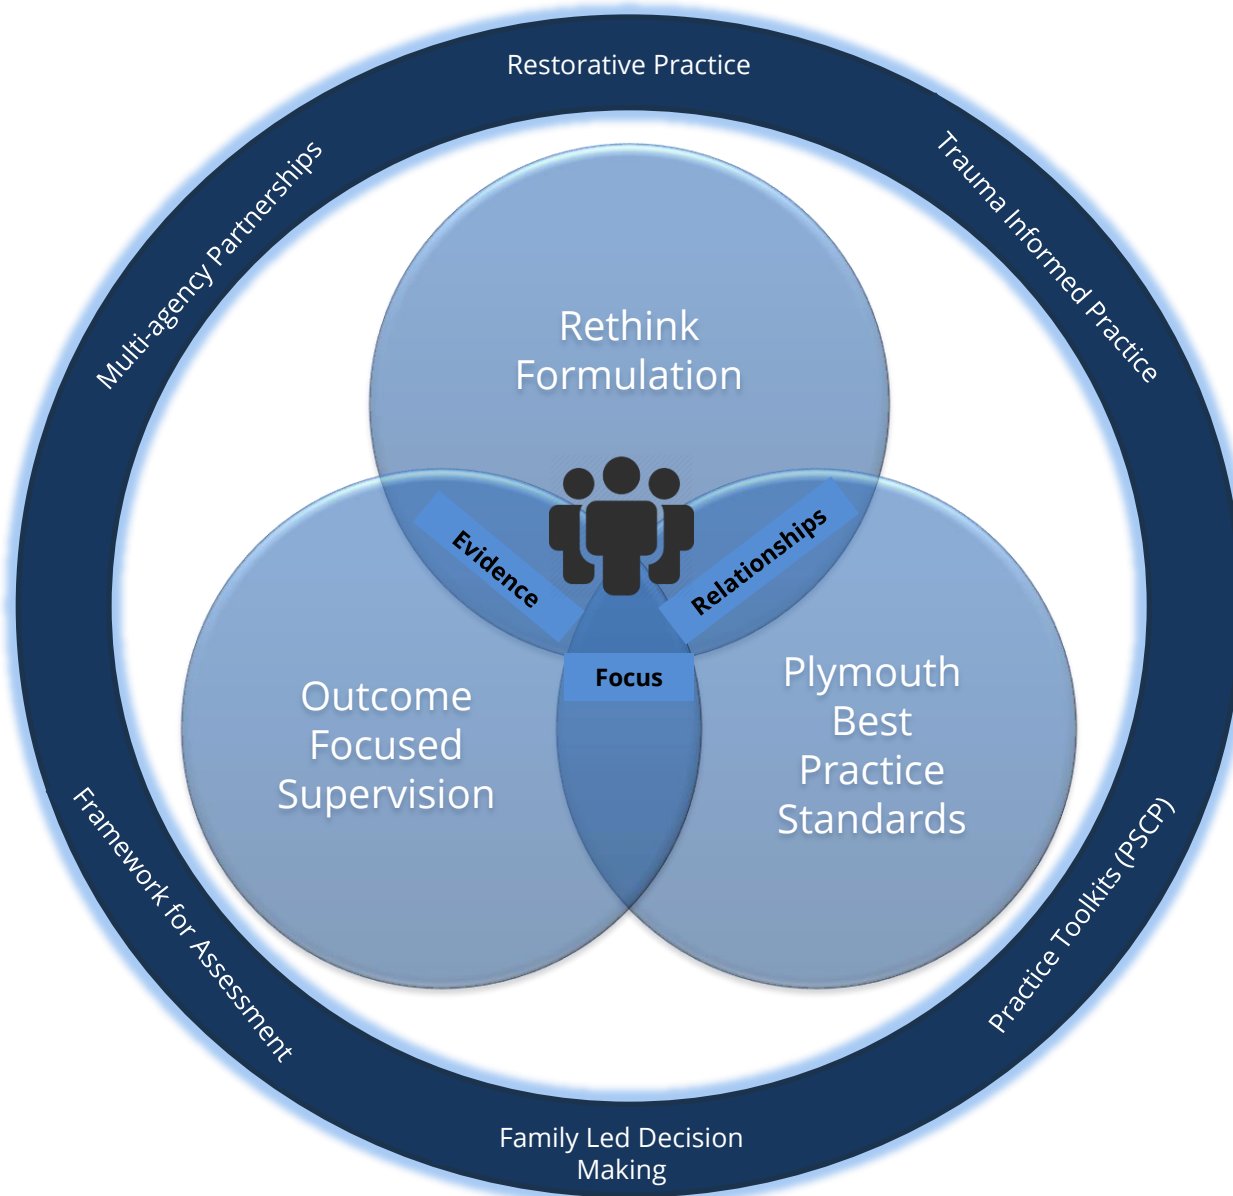 Restorative Practice
Multi-agency Partnerships
Trauma Informed Practice
Rethink
Formulation
Evidence
Relationships
Focus
Outcome
Focused
Supervision
Plymouth
Best
Practice
Standards
Framework for Assessment
Practice Toolkits (PSCP)
Family Led Decision
Making